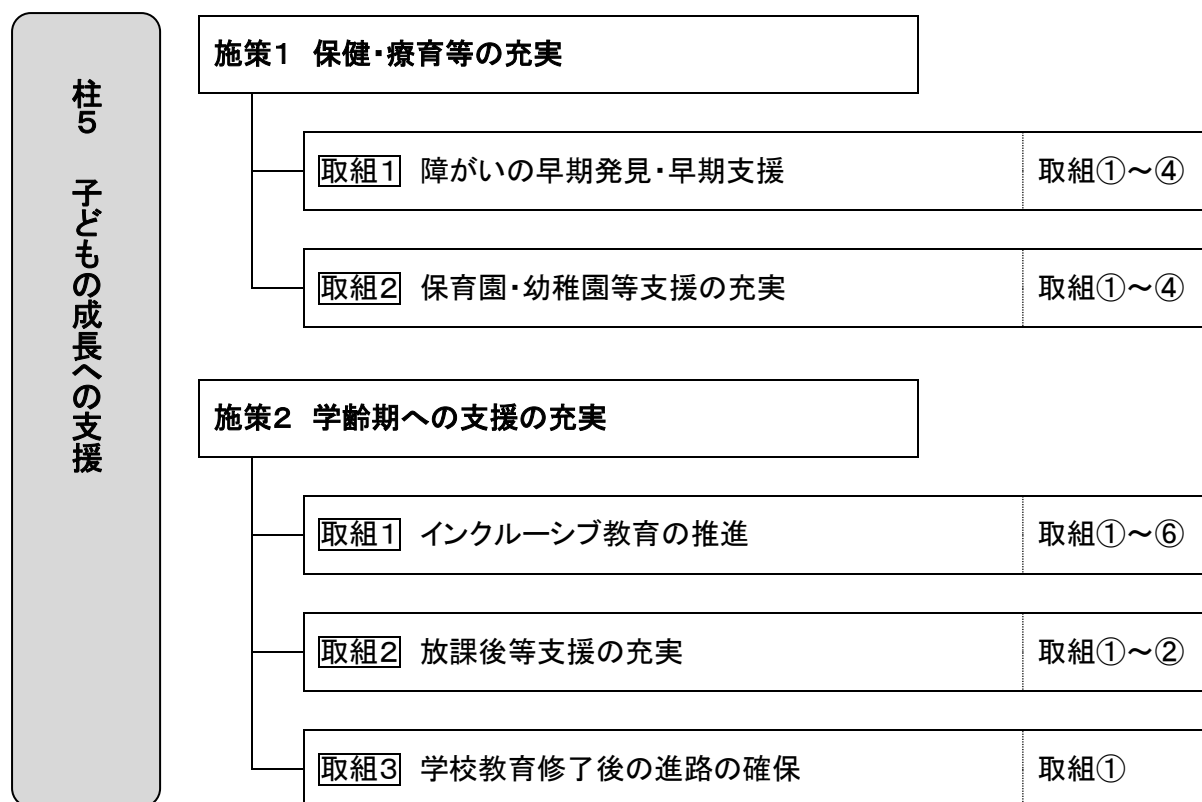 柱５　子どもの成長への支援
施策１　保健・療育等の充実
取組１　障がいの早期発見・早期支援　取組①～④
取組２　保育園・幼稚園等支援の充実　取組①～④
施策２　学齢期への支援の充実
取組１　インクルーシブ教育の推進　取組①～⑥
取組２　放課後等支援の充実　取組①～②
取組３　学校教育修了後の進路の確保　取組①